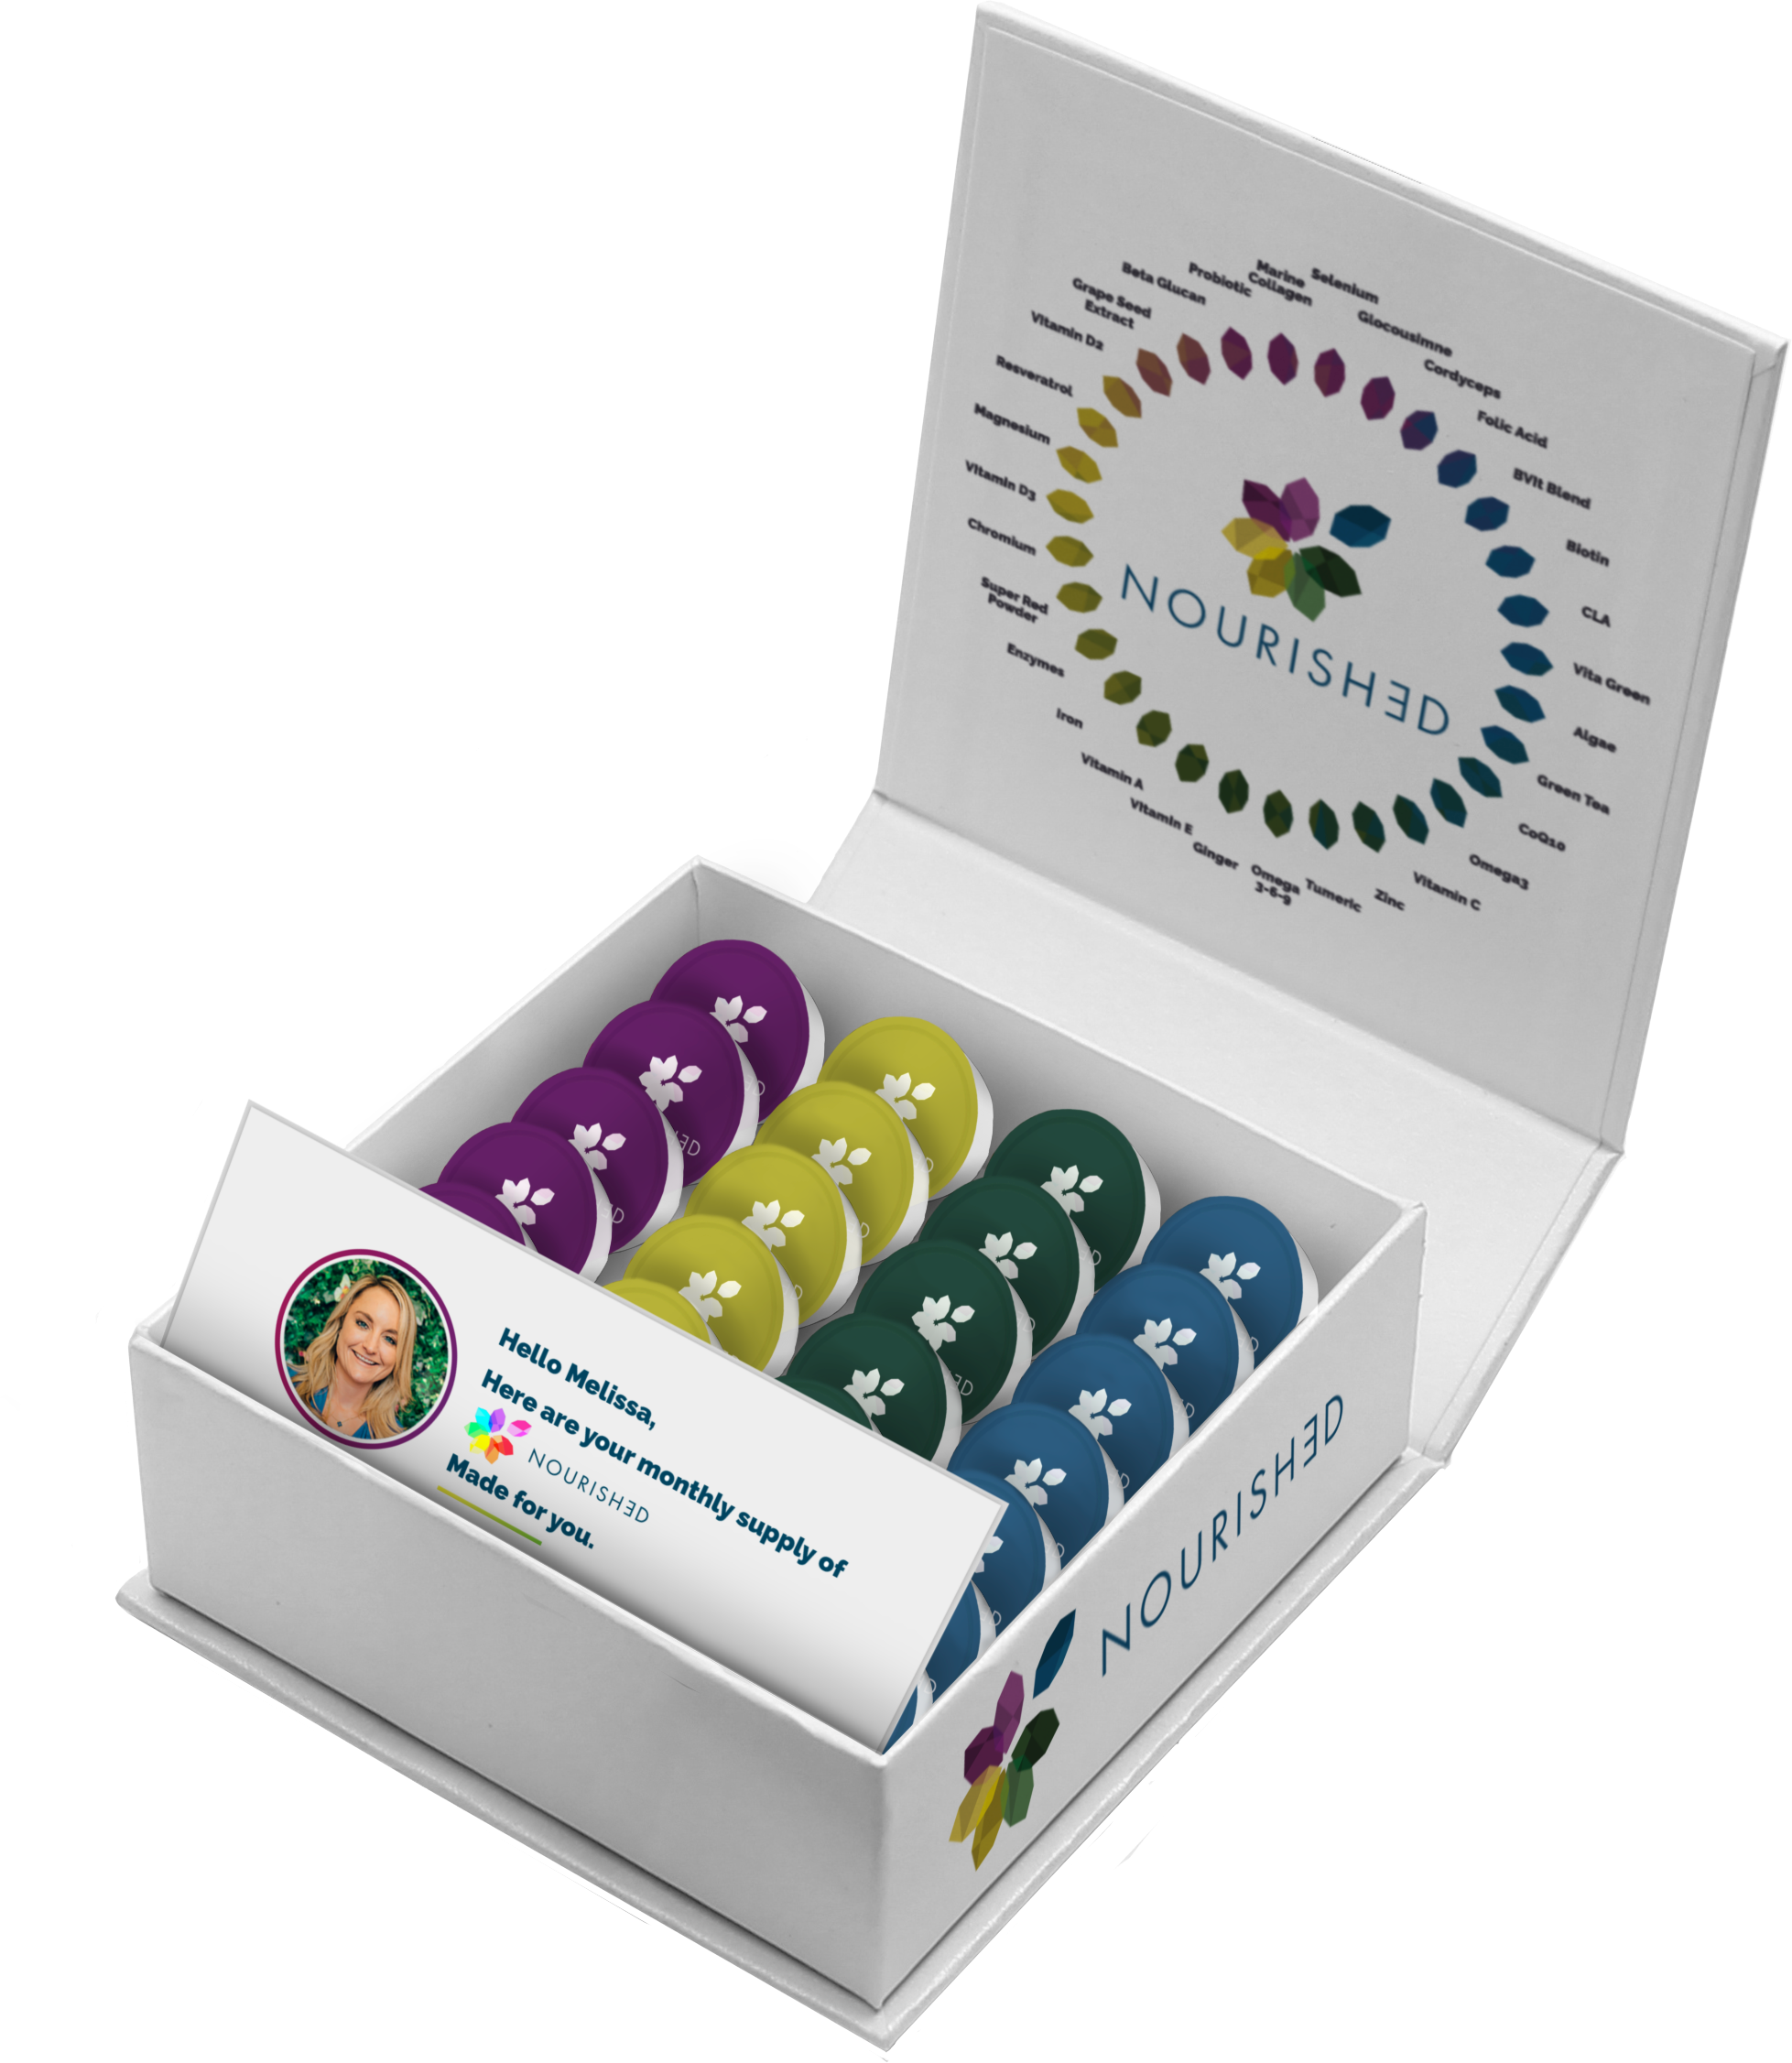 Marine
Collagen
Selenium
Glocousimne
Cordyceps
Folic Acid
BVit Blend
Biotin
CLA
Vita Green
Algae
Green Tea
CoQ10
Omega3
Vitamin C
Zinc
Tumeric
Omega
3-6-9
Ginger
Vitamin E
Vitamin A
Iron
Enzymes
Super Red
Powder
Chromium
Vitamin D3
Magnesium
Resveratrol
Vitamin D2
Grape Seed
Extract
Beta Glucan
Probiotic
NOURISHƎD
Hello Melissa,
Here are your monthly supply of
NOURISHƎD
Made for you.
NOURISHƎD